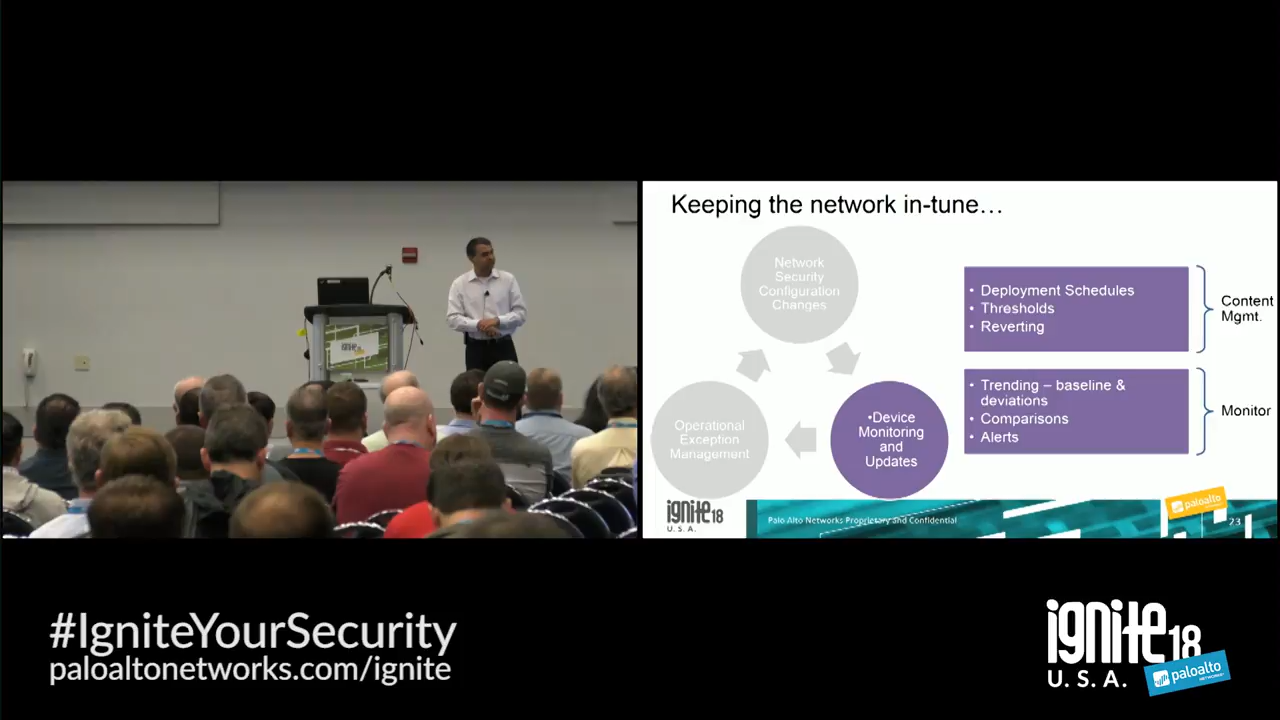 Keeping the network in-tune…
Network
Security
Configuration
Changes
Operational
Exception
Management
•Device
Monitoring
and
Updates
• Deployment Schedules
• Thresholds
• Reverting
Content
Mgmt.
• Trending – baseline &
deviations
• Comparisons
• Alerts
Monitor
ignite18
U.S.A.
Palo Alto Networks Proprietary and Confidential
paloalto
23
#IgniteYourSecurity
paloaltonetworks.com/ignite
ignite18
U.S.A.
paloalto
NETWORKS